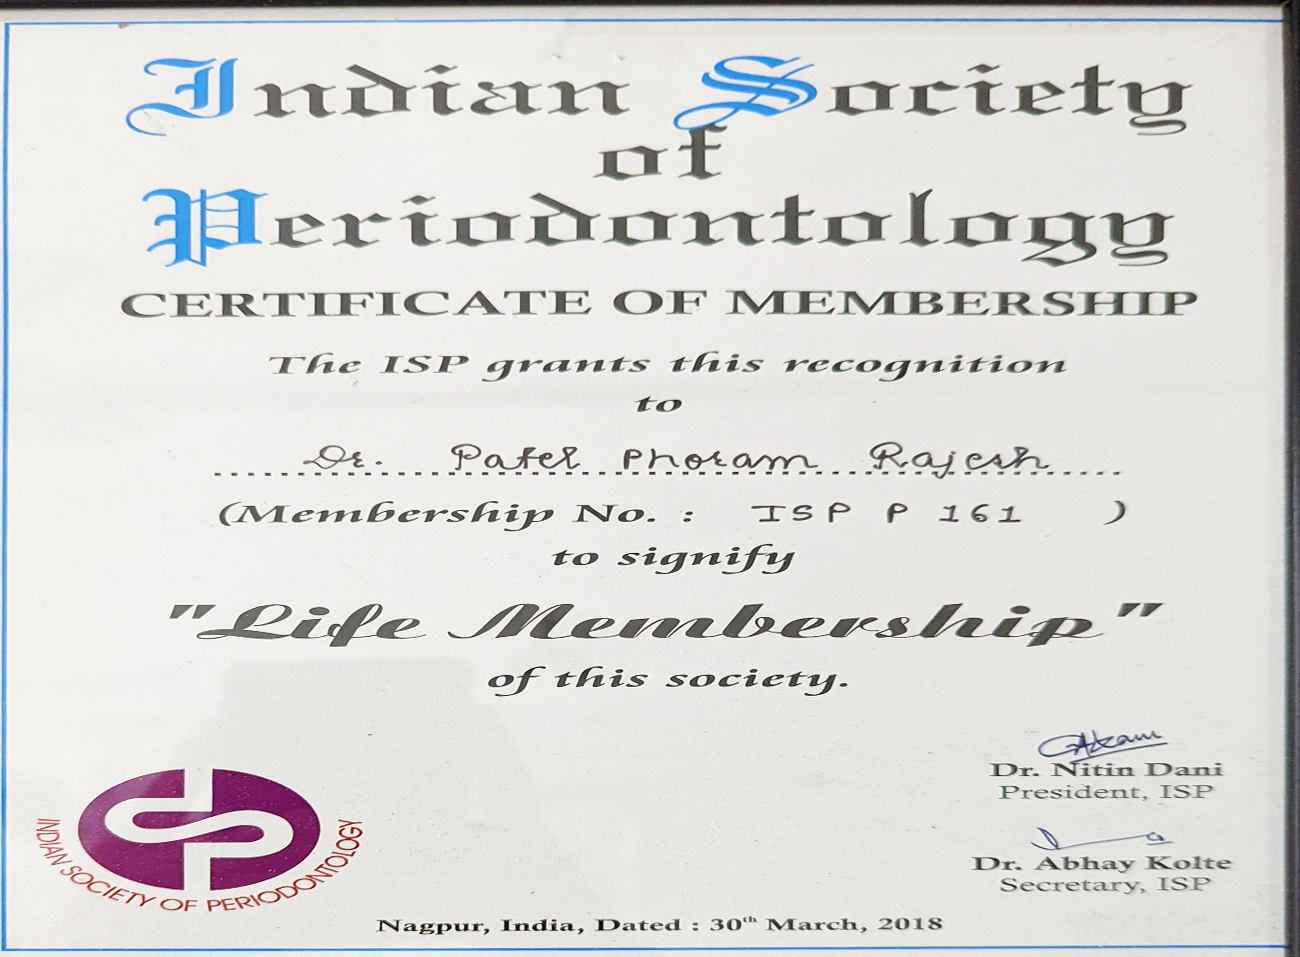 Indian Society
of
Periodontology
CERTIFICATE OF MEMBERSHIP
The ISP grants this recognition
to
Dr. Patel Phoram Rajesh
(Membership No. : ISP P 161 )
to signify
"Life Membership"
of this society.
Dr. Nitin Dani
President, ISP
Dr. Abhay Kolte
Secretary, ISP
INDIAN SOCIETY OF PERIODONTOLOGY
Nagpur, India, Dated : 30th March, 2018